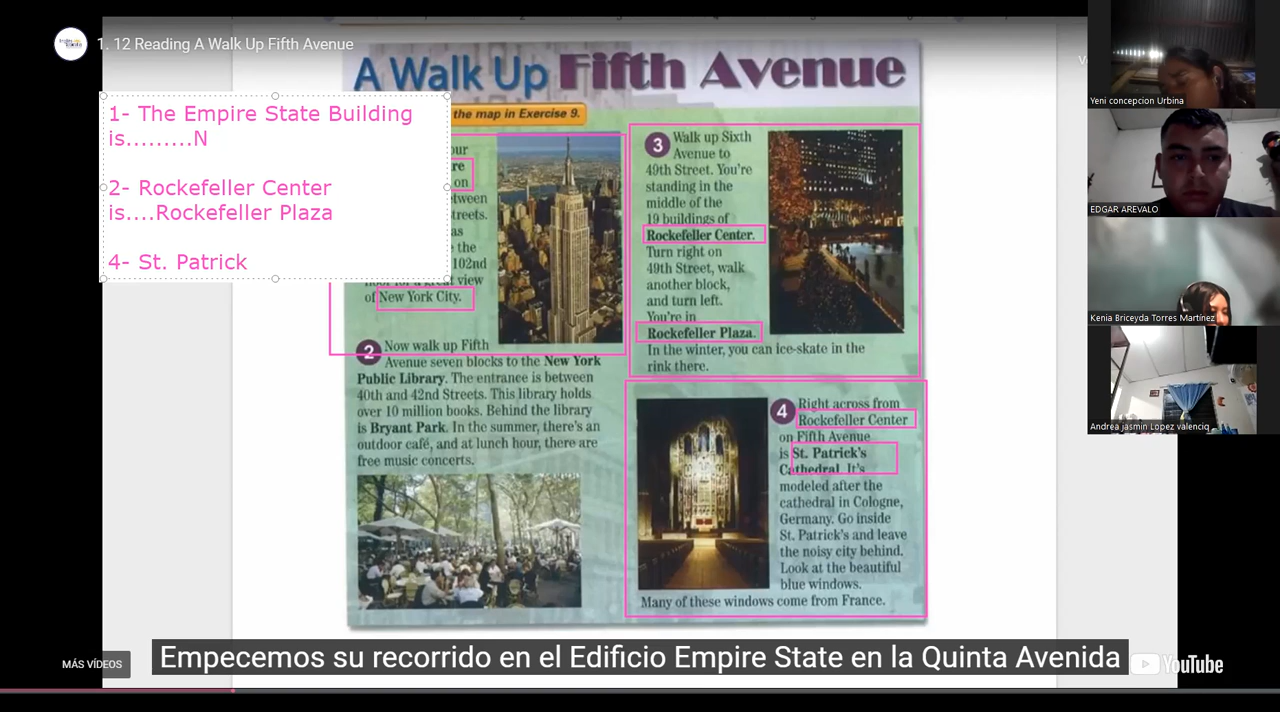 1. 12 Reading A Walk Up Fifth Avenue
A Walk Up Fifth Avenue
the map in Exercise 9.
1- The Empire State Building
is.........N
2- Rockefeller Center
is....Rockefeller Plaza
4- St. Patrick
on
streets.
the
102nd
view
of New York City.
2 Now walk up Fifth
Avenue seven blocks to the New York
Public Library. The entrance is between
40th and 42nd Streets. This library holds
over 10 million books. Behind the library
is Bryant Park. In the summer, there's an
outdoor café, and at lunch hour, there are
free music concerts.
3 Walk up Sixth
Avenue to
49th Street. You're
standing in the
middle of the
19 buildings of
Rockefeller Center.
Turn right on
49th Street, walk
another block,
and turn left.
You're in
Rockefeller Plaza.
In the winter, you can ice-skate in the
rink there.
4 Right across from
Rockefeller Center
on Fifth Avenue
is St. Patrick's
Cathedral. It's
modeled after the
cathedral in Cologne,
Germany. Go inside
St. Patrick's and leave
the noisy city behind.
Look at the beautiful
blue windows.
Many of these windows come from France.
Yeni concepcion Urbina
EDGAR AREVALO
Kenia Briceyda Torres Martínez
Andrea jasmin Lopez valenciq
MÁS VÍDEOS
Empecemos su recorrido en el Edificio Empire State en la Quinta Avenida
YouTube